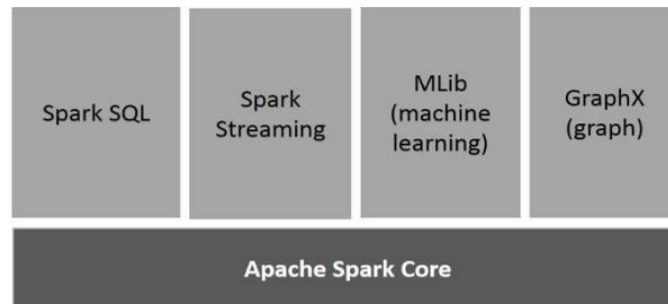 Spark SQL
Spark
Streaming
MLib
(machine
learning)
GraphX
(graph)
Apache Spark Core